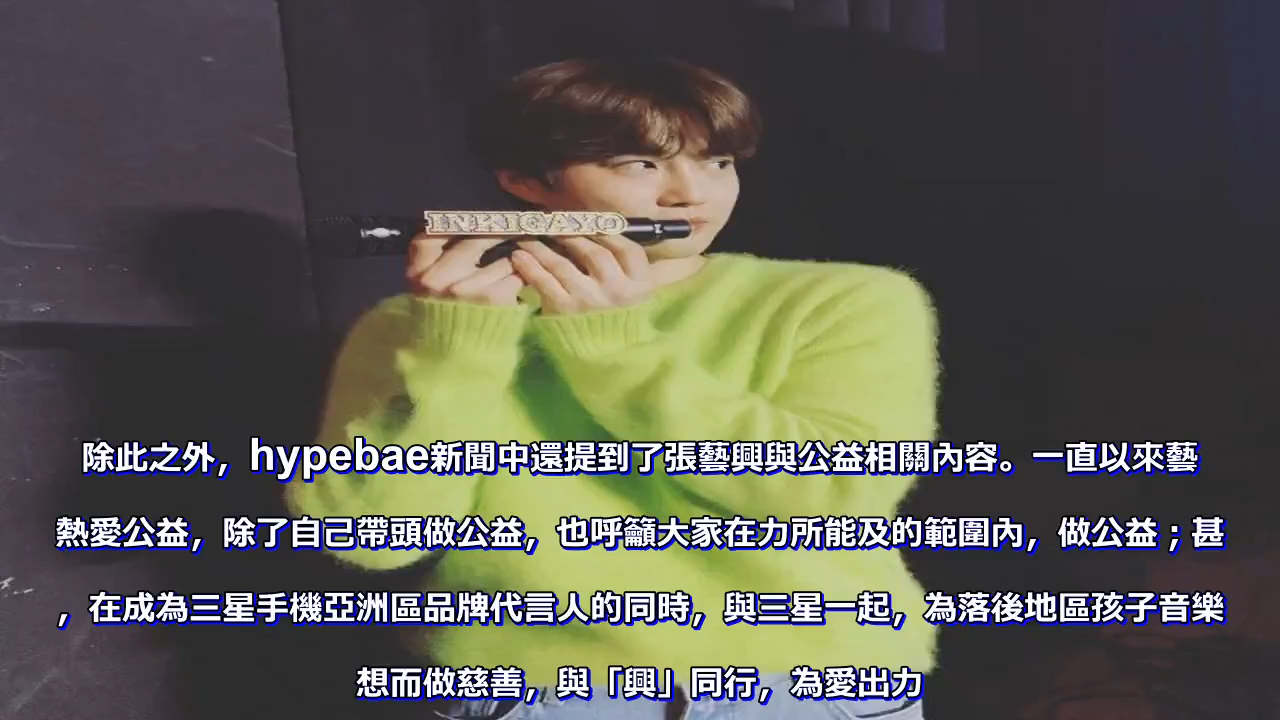 INKIGAYO
除此之外，hypebae新聞中還提到了張藝興與公益相關內容。一直以來藝
熱愛公益，除了自己帶頭做公益，也呼籲大家在力所能及的範圍內，做公益；甚
，在成為三星手機亞洲區品牌代言人的同時，與三星一起，為落後地區孩子音樂
想而做慈善，與「興」同行，為愛出力